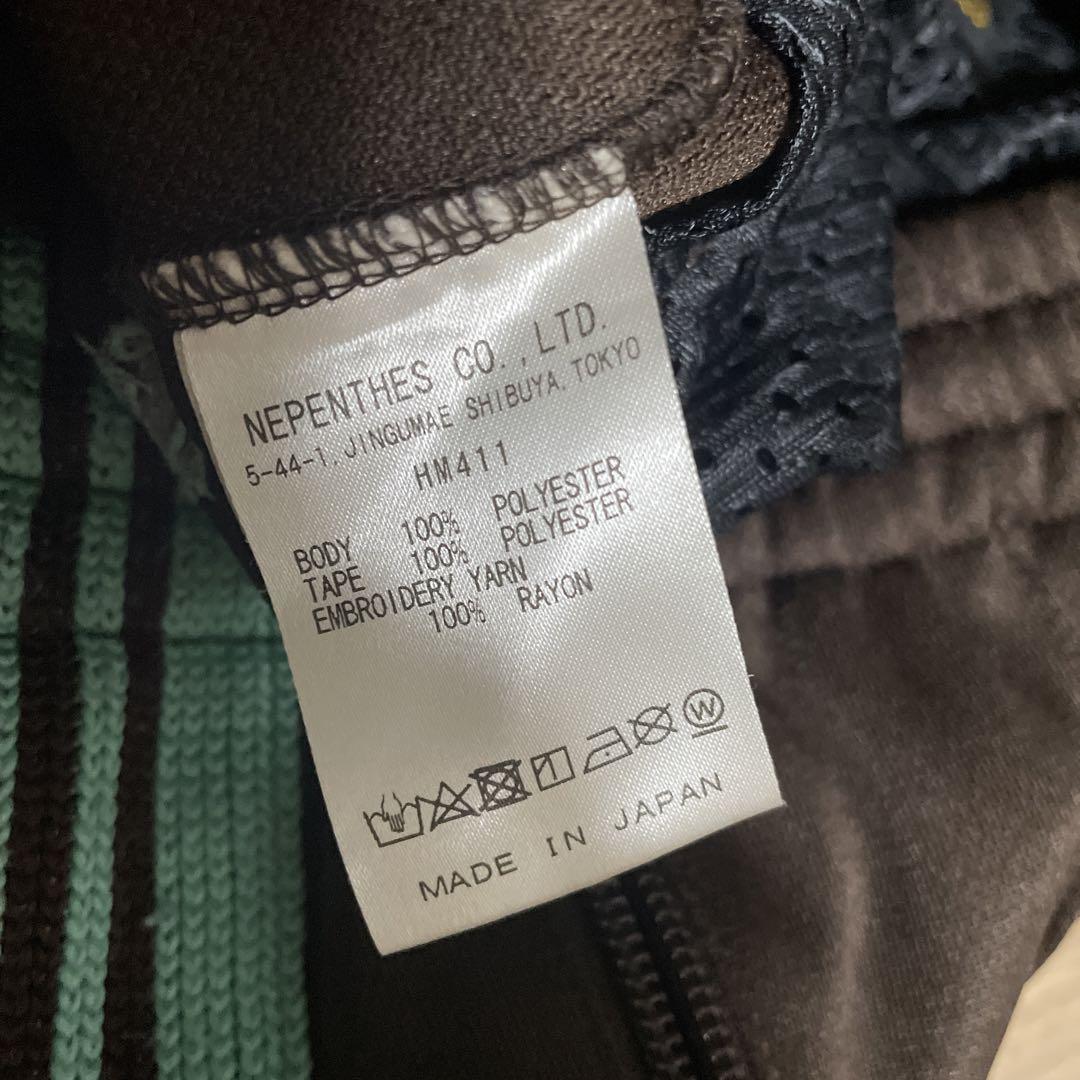 NEPENTHES CO.,LTD.
5-44-1, JINGUMAE SHIBUYA, TOKYO
HM411
BODY 100% POLYESTER
TAPE 100% POLYESTER
EMBROIDERY YARN
100% RAYON
W
MADE IN JAPAN